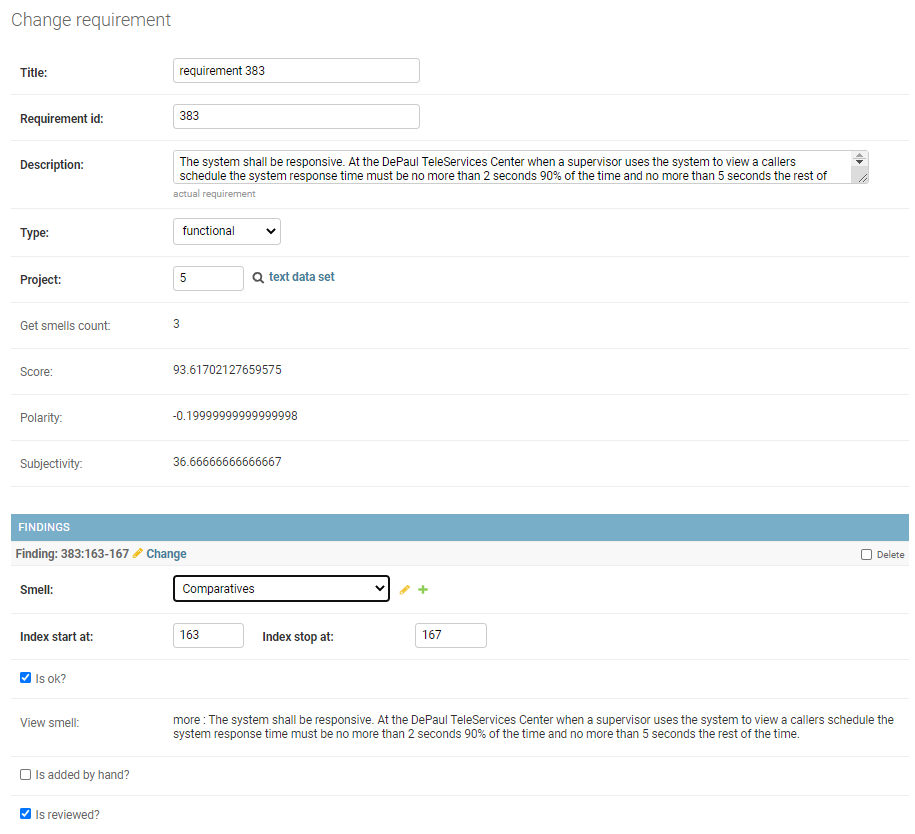 Change requirement
Title: requirement 383
Requirement id: 383
Description: The system shall be responsive. At the DePaul TeleServices Center when a supervisor uses the system to view a callers
schedule the system response time must be no more than 2 seconds 90% of the time and no more than 5 seconds the rest of
actual requirement
Type: functional
Project: 5 text data set
Get smells count: 3
Score: 93.61702127659575
Polarity: -0.19999999999999998
Subjectivity: 36.66666666666667
FINDINGS
Finding: 383:163-167 Change Delete
Smell: Comparatives
Index start at: 163 Index stop at: 167
Is ok?
View smell: more : The system shall be responsive. At the DePaul TeleServices Center when a supervisor uses the system to view a callers schedule the
system response time must be no more than 2 seconds 90% of the time and no more than 5 seconds the rest of the time.
Is added by hand?
Is reviewed?